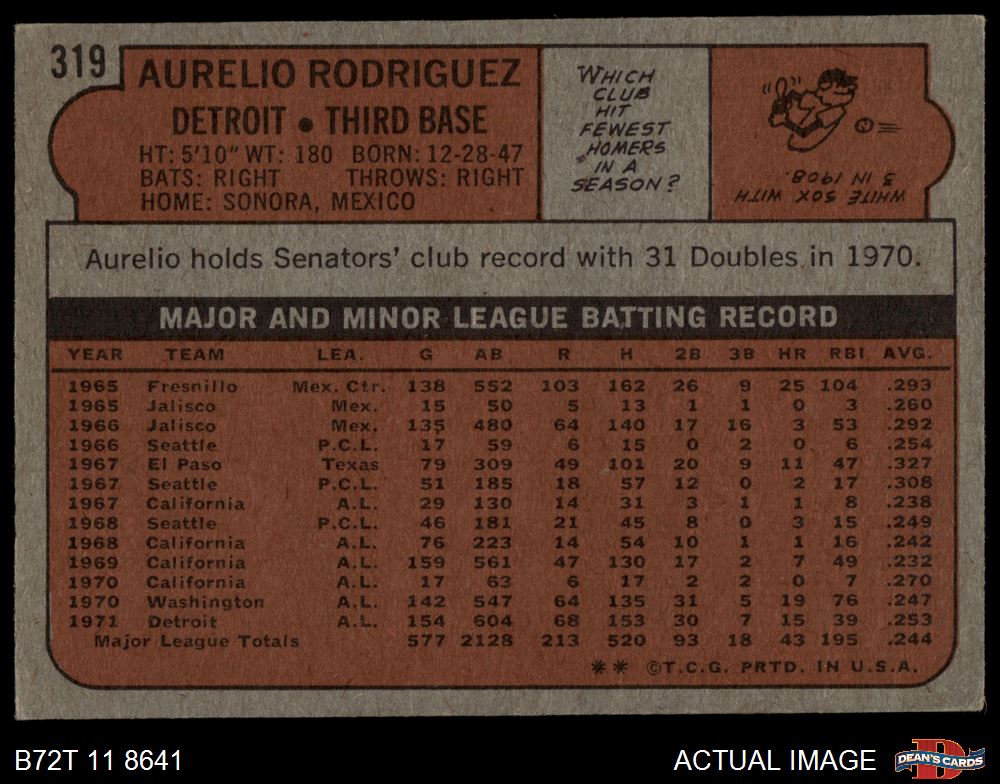 319
AURELIO RODRIGUEZ
DETROIT • THIRD BASE
HT: 5'10" WT: 180 BORN: 12-28-47
BATS: RIGHT THROWS: RIGHT
HOME: SONORA, MEXICO
WHICH
CLUB
HIT
FEWEST
HOMERS
IN A
SEASON?
WHITE SOX WITH
3 IN 1908.
Aurelio holds Senators' club record with 31 Doubles in 1970.
MAJOR AND MINOR LEAGUE BATTING RECORD
YEAR TEAM LEA. G AB R H 2B 3B HR RBI AVG.
1965 Fresnillo Mex. Ctr. 138 552 103 162 26 9 25 104 .293
1965 Jalisco Mex. 15 50 5 13 1 1 0 3 .260
1966 Jalisco Mex. 135 480 64 140 17 16 3 53 .292
1966 Seattle P.C.L. 17 59 6 15 0 2 0 6 .254
1967 El Paso Texas 79 309 49 101 20 9 11 47 .327
1967 Seattle P.C.L. 51 185 18 57 12 0 2 17 .308
1967 California A.L. 29 130 14 31 3 1 1 8 .238
1968 Seattle P.C.L. 46 181 21 45 8 0 3 15 .249
1968 California A.L. 76 223 14 54 10 1 1 16 .242
1969 California A.L. 159 561 47 130 17 2 7 49 .232
1970 California A.L. 17 63 6 17 2 2 0 7 .270
1970 Washington A.L. 142 547 64 135 31 5 19 76 .247
1971 Detroit A.L. 154 604 68 153 30 7 15 39 .253
Major League Totals 577 2128 213 520 93 18 43 195 .244
** ©T.C.G. PRTD. IN U.S.A.
B72T 11 8641
ACTUAL IMAGE
D
DEAN'S CARDS